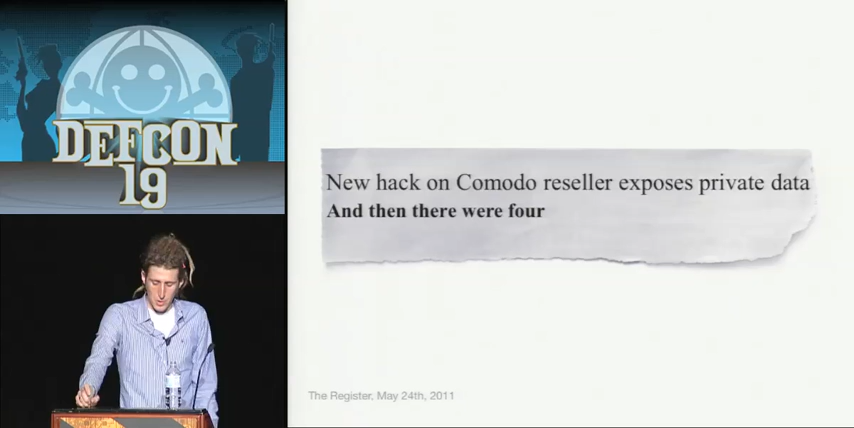 DEFCON
19
New hack on Comodo reseller exposes private data
And then there were four
The Register, May 24th, 2011